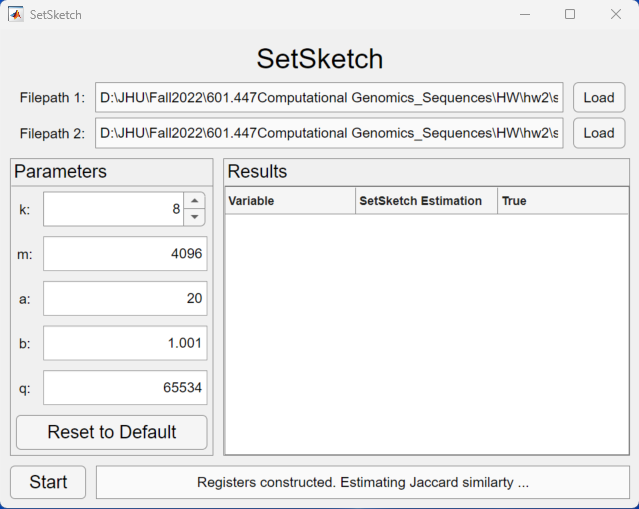 SetSketch
SetSketch
Filepath 1: D:\JHU\Fall2022\601.447Computational Genomics_Sequences\HW\hw2\s Load
Filepath 2: D:\JHU\Fall2022\601.447Computational Genomics_Sequences\HW\hw2\s Load
Parameters
k: 8
m: 4096
a: 20
b: 1.001
q: 65534
Reset to Default
Results
Variable SetSketch Estimation True
Start Registers constructed. Estimating Jaccard similarty ...